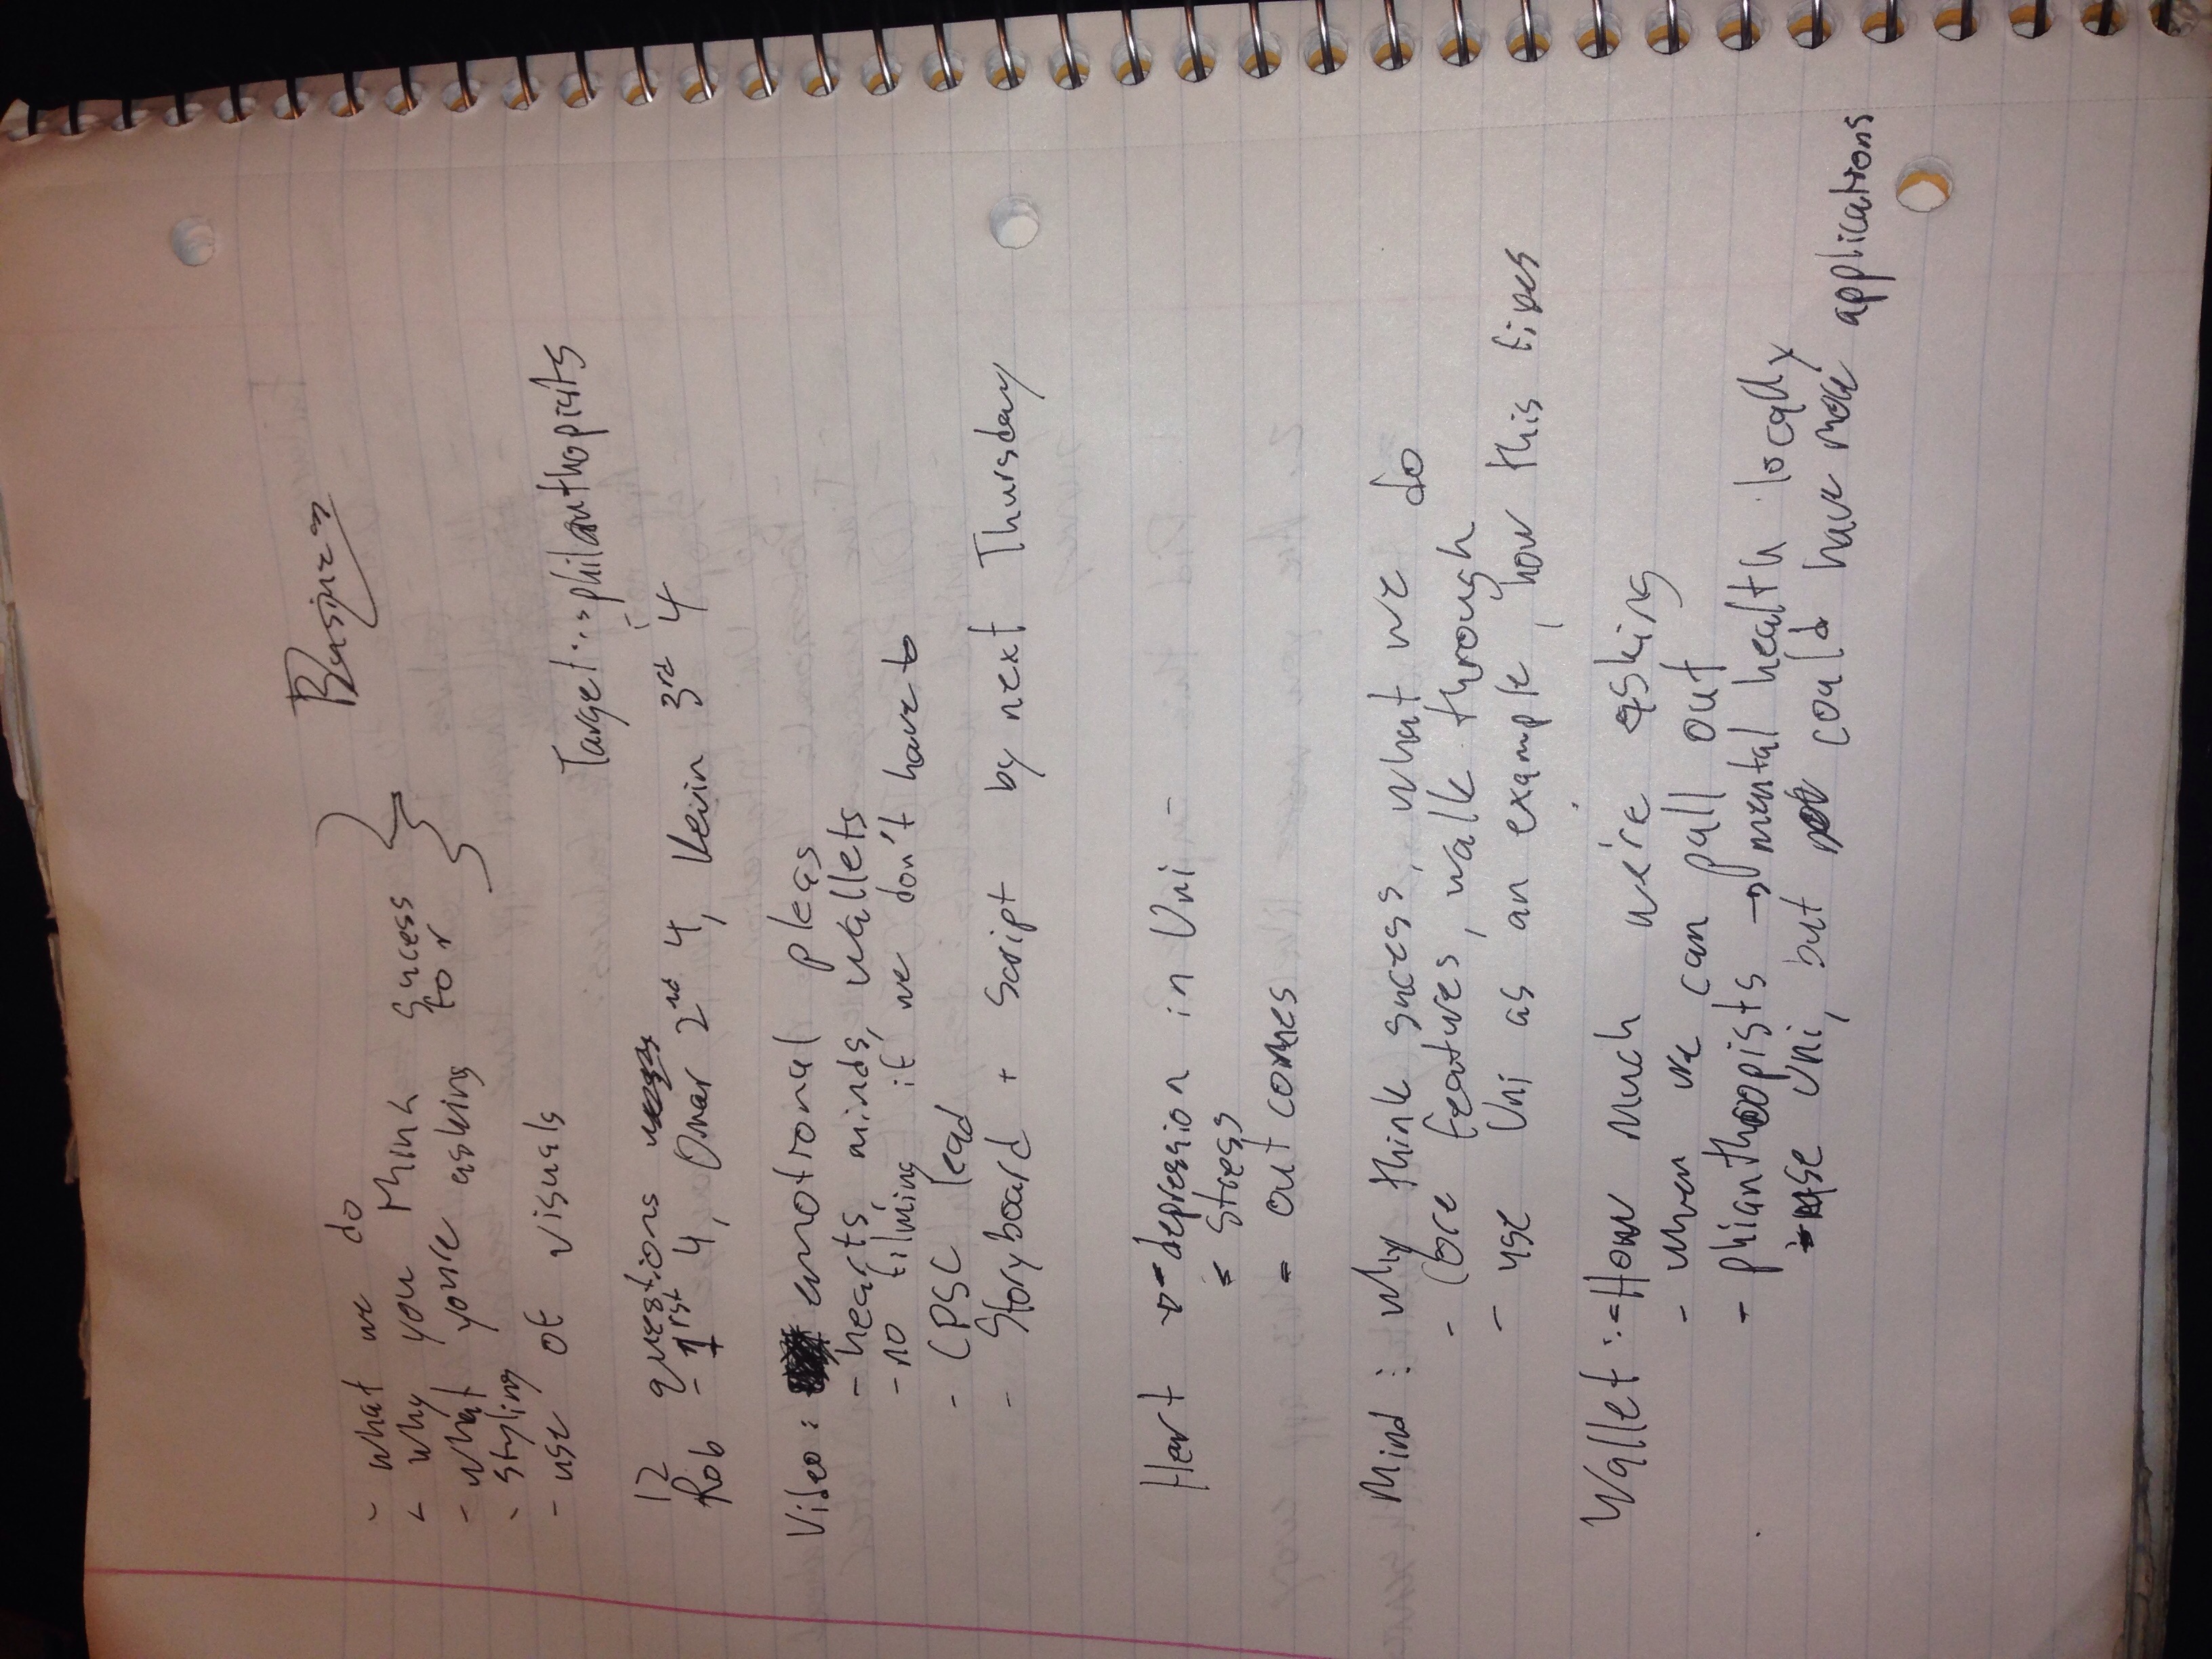 Business
- what we do
- why you think sucess
- what you're asking for
- styling
- use of visuals
Target: philanthopists
12 questions
Rob - 1rst 4, Omar 2nd 4, Kevin 3rd 4
Video: emotional pleas
- hearts, minds, wallets
- no filming if we don't have to
- CPSC lead
- Storyboard + Script by next Thursday
Hert → - depression in Uni -
- stress
- outcomes
Mind: why think sucess, what we do
- Core features, walk through
- use Uni as an example, how this fixes
Wallet: - How much we're asking
- when we can pull out
- phianthropists → mental health locally
- use Uni, but could have more applications